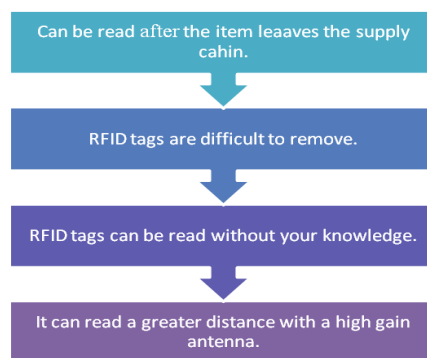 Can be read after the item leaaves the supply
cahin.
RFID tags are difficult to remove.
RFID tags can be read without your knowledge.
It can read a greater distance with a high gain
antenna.